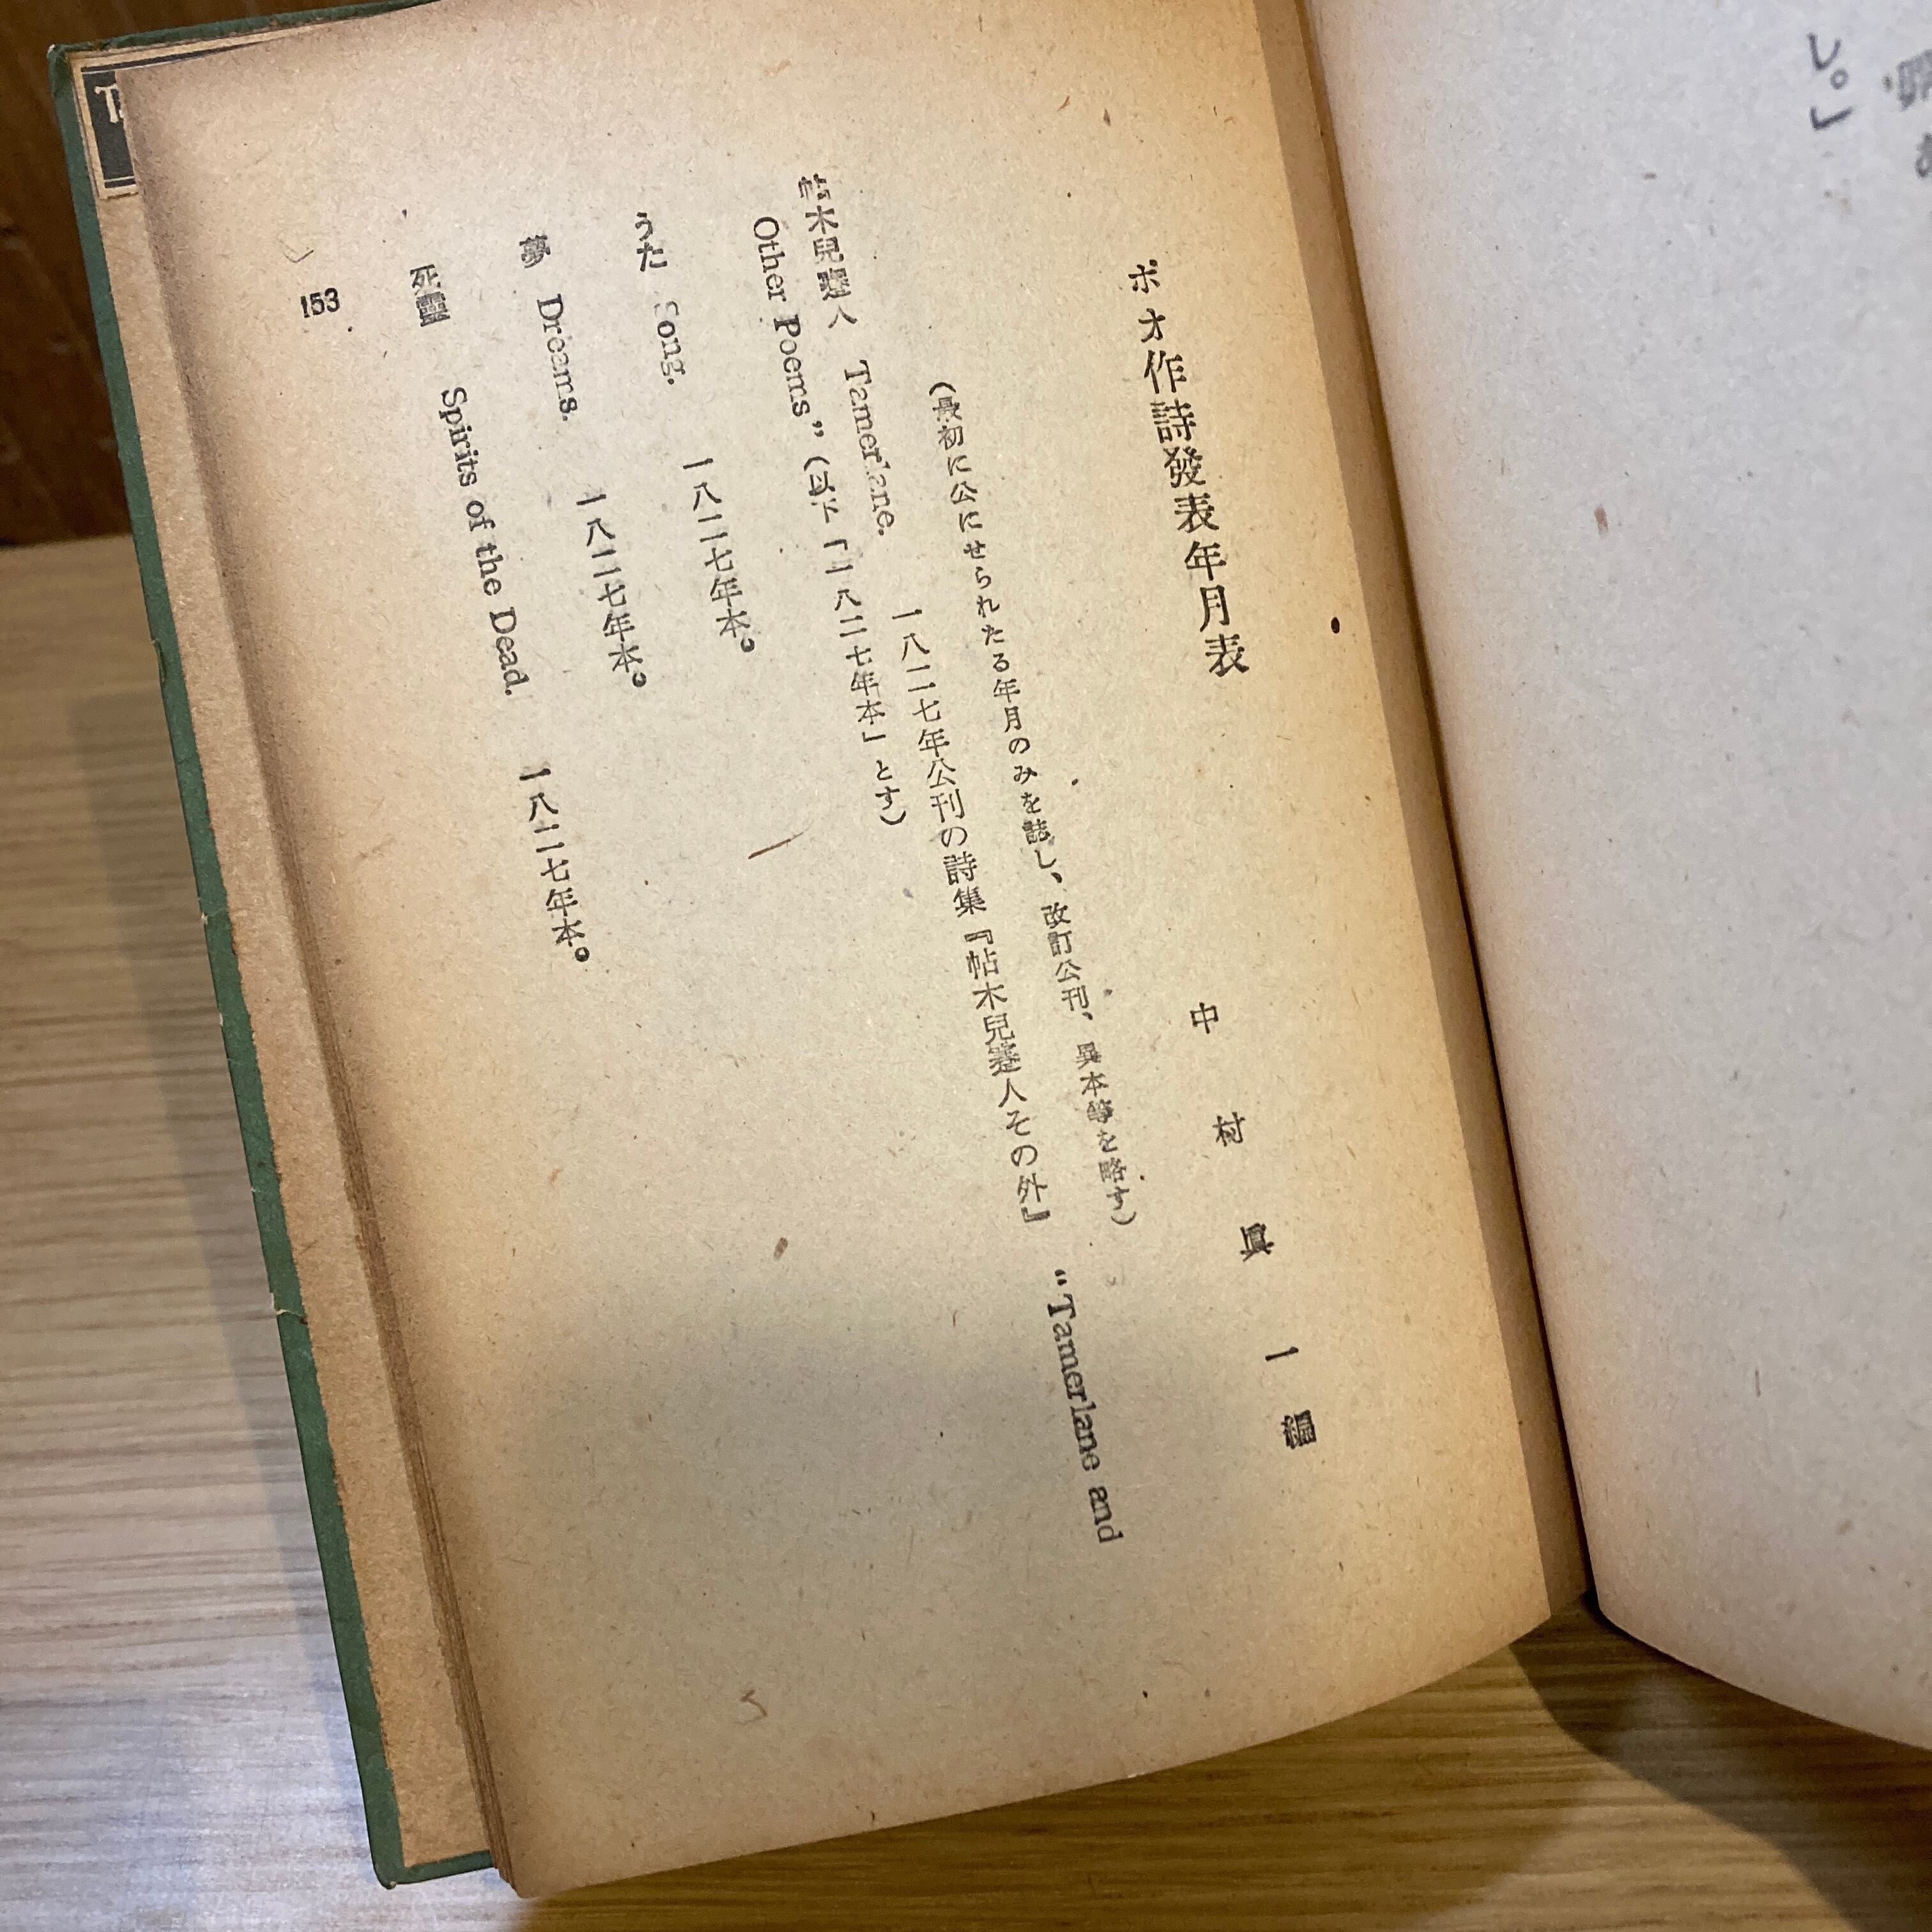 し。」
ポオ作詩發表年月表
中村眞一編
(最初に公にせられたる年月のみを誌し、改訂公刊、異本等を略す)
帖木兒蹇人 Tamerlane. 一八二七年公刊の詩集『帖木兒蹇人その外』 “Tamerlane and
Other Poems” (以下「一八二七年本」とす)
うた Song. 一八二七年本。
夢 Dreams. 一八二七年本。
死靈 Spirits of the Dead. 一八二七年本。
153